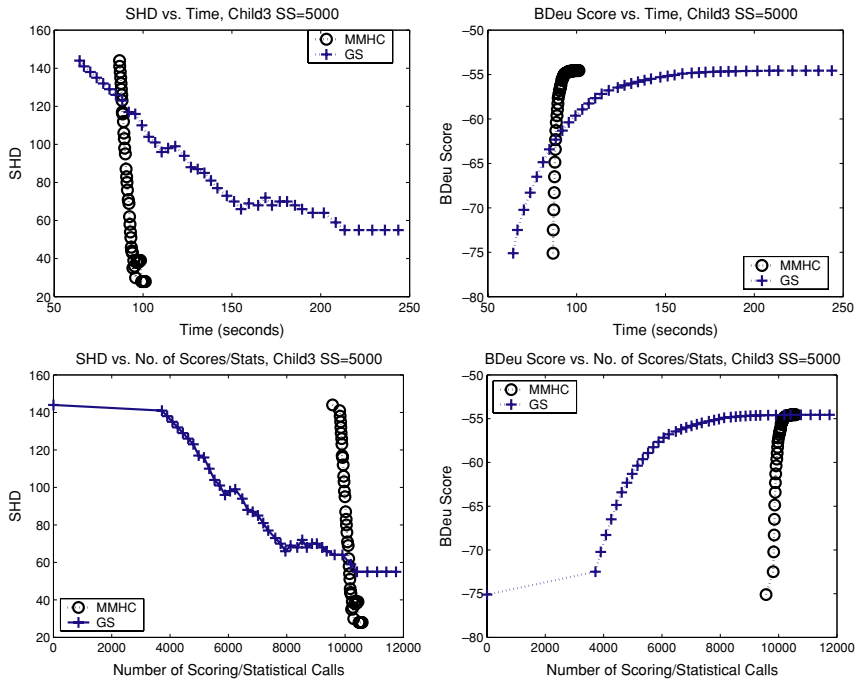 SHD vs. Time, Child3 SS=5000
160
140
120
100
80
60
40
20
SHD
50
100
150
200
250
Time (seconds)
MMHC
GS
BDeu Score vs. Time, Child3 SS=5000
−50
−55
−60
−65
−70
−75
−80
BDeu Score
50
100
150
200
250
Time (seconds)
MMHC
GS
SHD vs. No. of Scores/Stats, Child3 SS=5000
160
140
120
100
80
60
40
20
SHD
0
2000
4000
6000
8000
10000
12000
Number of Scoring/Statistical Calls
MMHC
GS
BDeu Score vs. No. of Scores/Stats, Child3 SS=5000
−50
−55
−60
−65
−70
−75
−80
BDeu Score
0
2000
4000
6000
8000
10000
12000
Number of Scoring/Statistical Calls
MMHC
GS